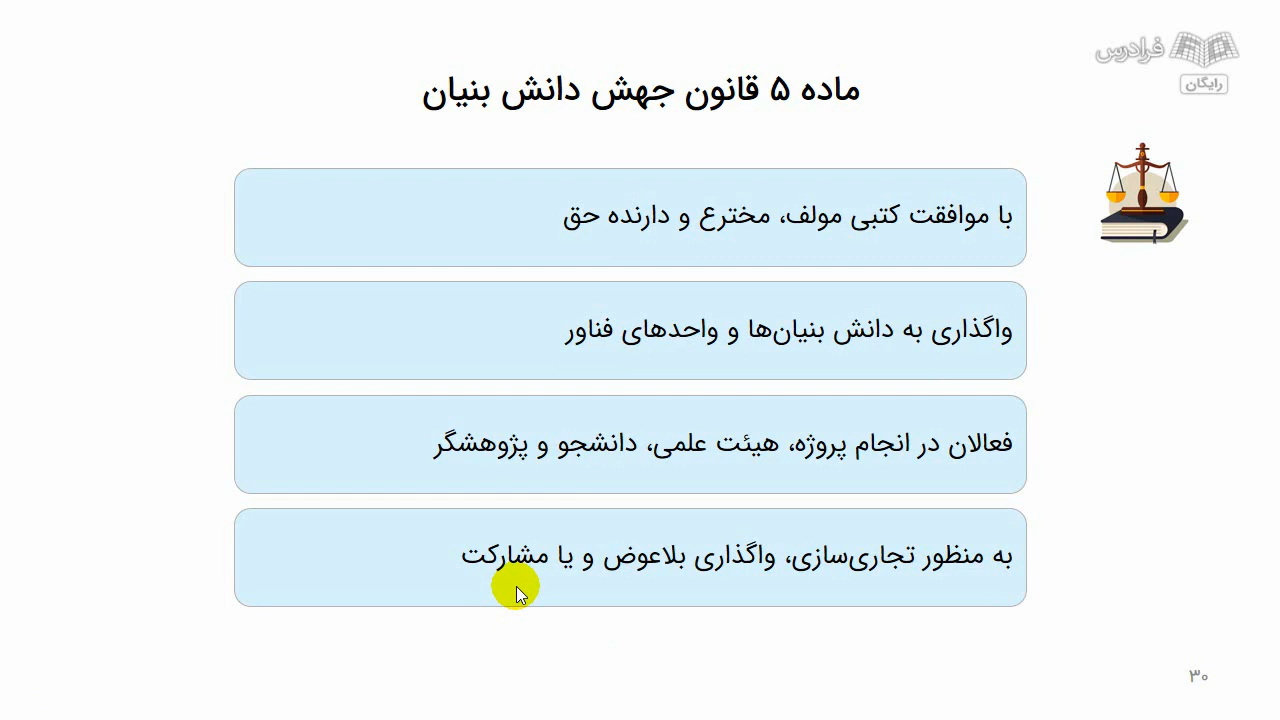 فرادرس
رایگان
ماده ۵ قانون جهش دانش بنیان
با موافقت کتبی مولف، مخترع و دارنده حق
واگذاری به دانش بنیان‌ها و واحدهای فناور
فعالان در انجام پروژه، هیئت علمی، دانشجو و پژوهشگر
به منظور تجاری‌سازی، واگذاری بلاعوض و یا مشارکت
۳۰